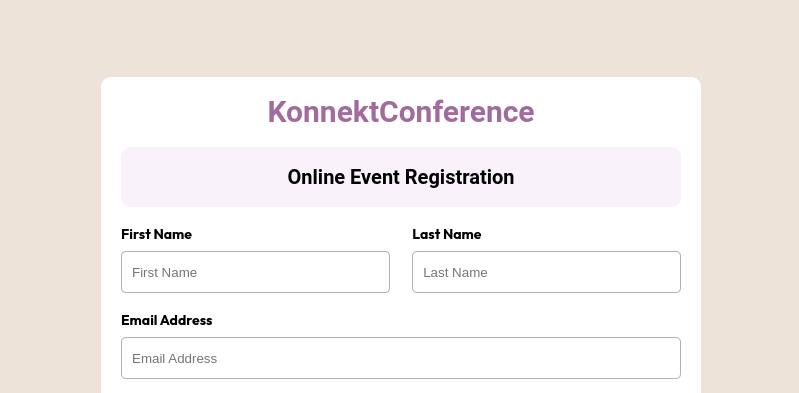 KonnektConference
Online Event Registration
First Name
Last Name
First Name
Last Name
Email Address
Email Address